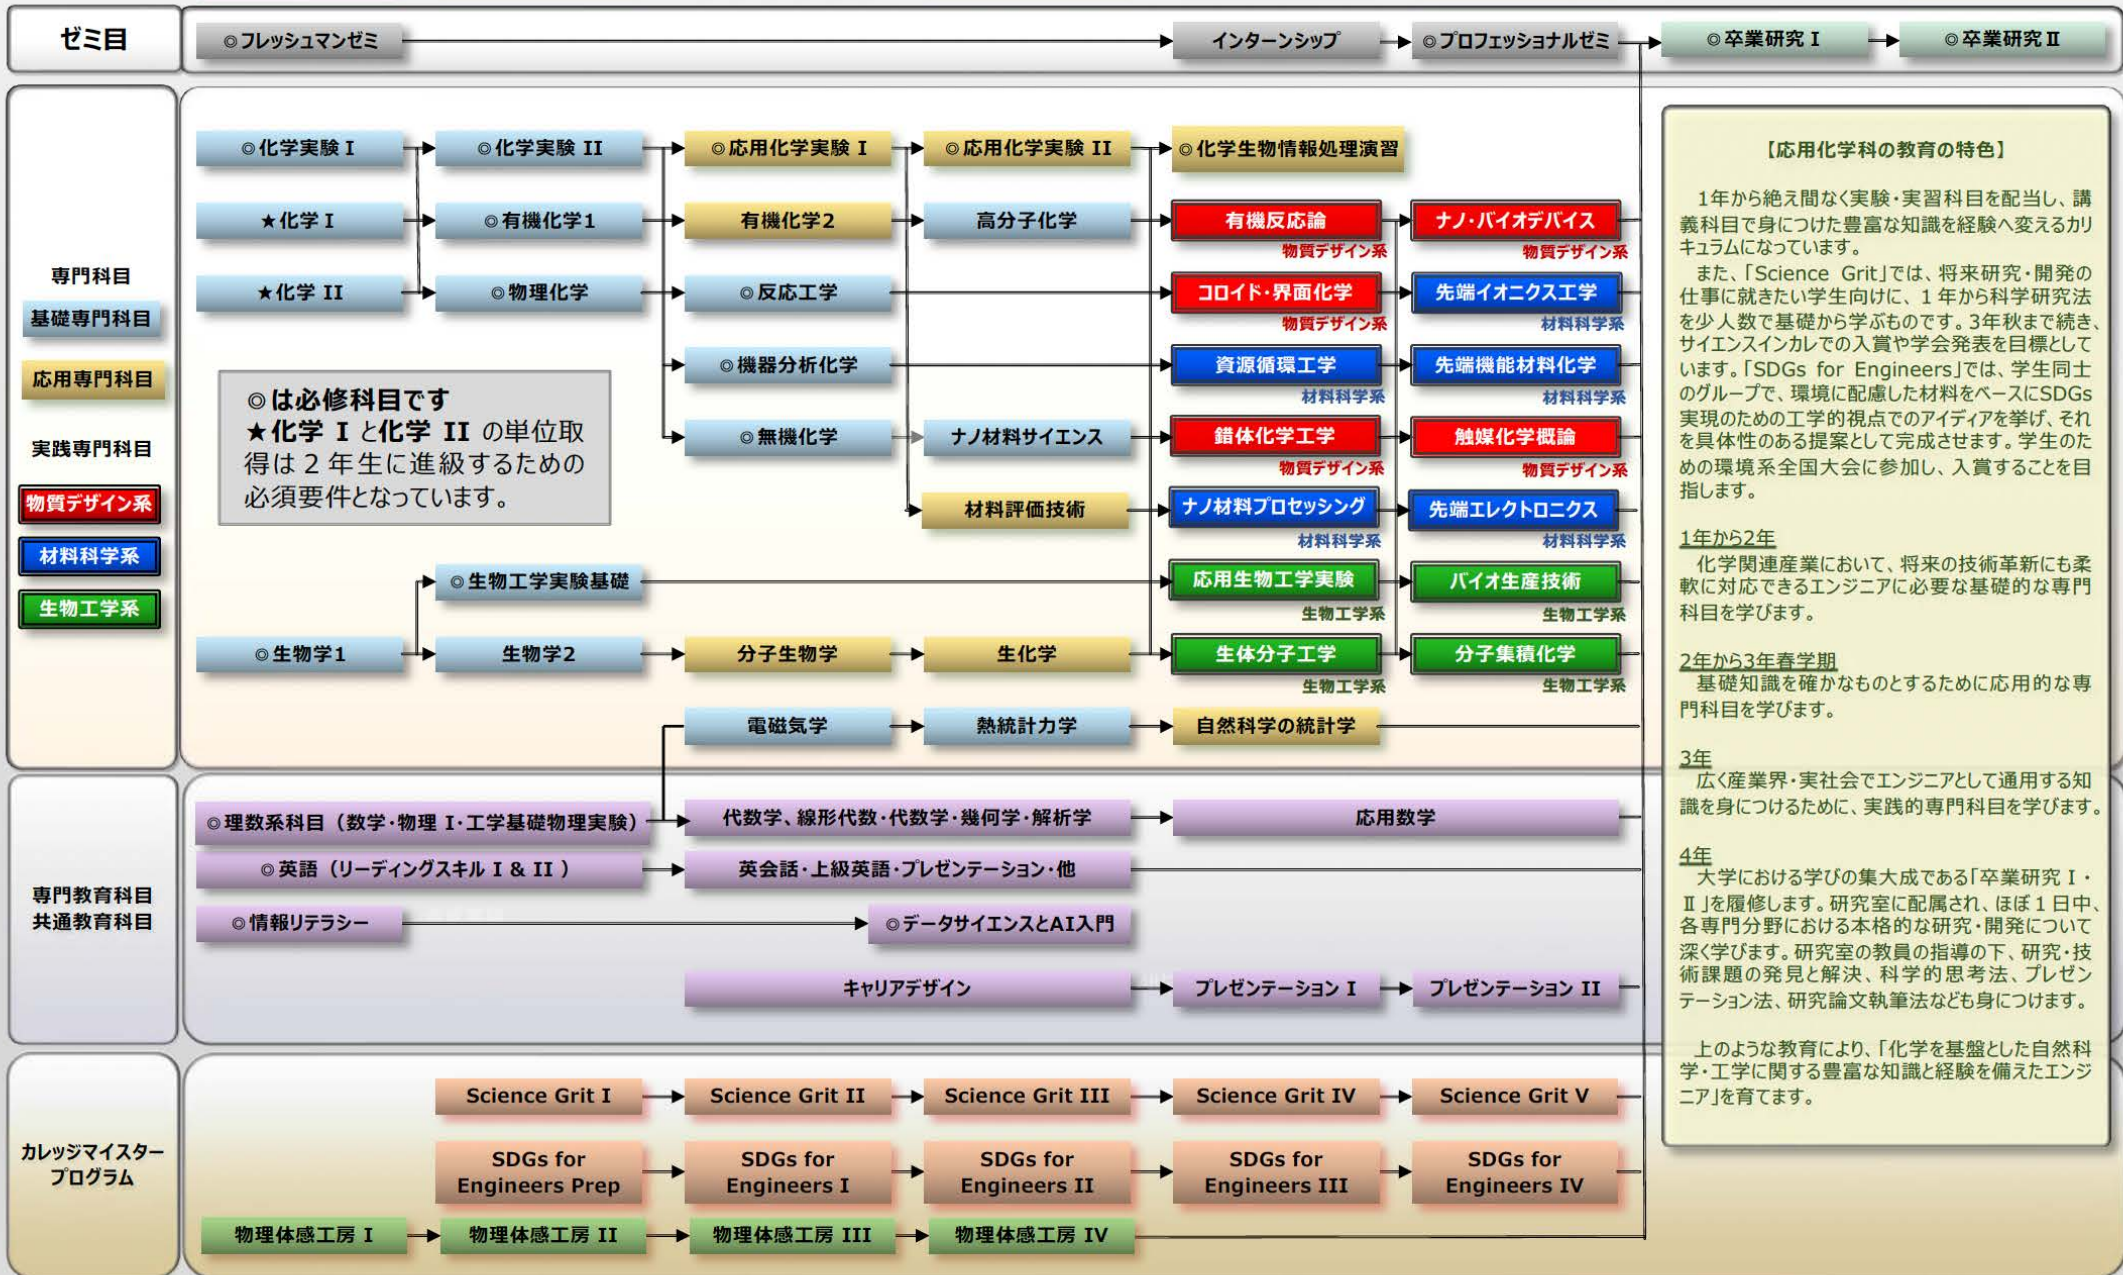 ゼミ目
◎フレッシュマンゼミ
インターンシップ
◎プロフェッショナルゼミ
◎卒業研究 I
◎卒業研究 II
専門科目
基礎専門科目
応用専門科目
実践専門科目
物質デザイン系
材料科学系
生物工学系
◎化学実験 I
◎化学実験 II
◎応用化学実験 I
◎応用化学実験 II
◎化学生物情報処理演習
★化学 I
◎有機化学1
有機化学2
高分子化学
有機反応論
物質デザイン系
ナノ・バイオデバイス
物質デザイン系
★化学 II
◎物理化学
◎反応工学
コロイド・界面化学
物質デザイン系
先端イオニクス工学
材料科学系
◎機器分析化学
資源循環工学
材料科学系
先端機能材料化学
材料科学系
◎は必修科目です
★化学 I と化学 II の単位取
得は2年生に進級するための
必須要件となっています。
◎無機化学
ナノ材料サイエンス
錯体化学工学
物質デザイン系
触媒化学概論
物質デザイン系
材料評価技術
ナノ材料プロセッシング
材料科学系
先端エレクトロニクス
材料科学系
◎生物工学実験基礎
応用生物工学実験
生物工学系
バイオ生産技術
生物工学系
◎生物学1
生物学2
分子生物学
生化学
生体分子工学
生物工学系
分子集積化学
生物工学系
電磁気学
熱統計力学
自然科学の統計学
専門教育科目
共通教育科目
◎理数系科目（数学・物理 I・工学基礎物理実験）
代数学、線形代数・代数学・幾何学・解析学
応用数学
◎英語（リーディングスキル I & II ）
英会話・上級英語・プレゼンテーション・他
◎情報リテラシー
◎データサイエンスとAI入門
キャリアデザイン
プレゼンテーション I
プレゼンテーション II
カレッジマイスター
プログラム
Science Grit I
Science Grit II
Science Grit III
Science Grit IV
Science Grit V
SDGs for
Engineers Prep
SDGs for
Engineers I
SDGs for
Engineers II
SDGs for
Engineers III
SDGs for
Engineers IV
物理体感工房 I
物理体感工房 II
物理体感工房 III
物理体感工房 IV
【応用化学科の教育の特色】
1年から絶え間なく実験・実習科目を配当し、講
義科目で身につけた豊富な知識を経験へ変えるカリ
キュラムになっています。
また、「Science Grit」では、将来研究・開発の
仕事に就きたい学生向けに、1年から科学研究法
を少人数で基礎から学ぶものです。3年秋まで続き、
サイエンスインカレでの入賞や学会発表を目標として
います。「SDGs for Engineers」では、学生同士
のグループで、環境に配慮した材料をベースにSDGs
実現のための工学的視点でのアイディアを挙げ、それ
を具体性のある提案として完成させます。学生のた
めの環境系全国大会に参加し、入賞することを目
指します。
1年から2年
化学関連産業において、将来の技術革新にも柔
軟に対応できるエンジニアに必要な基礎的な専門
科目を学びます。
2年から3年春学期
基礎知識を確かなものとするために応用的な専
門科目を学びます。
3年
広く産業界・実社会でエンジニアとして通用する知
識を身につけるために、実践的専門科目を学びます。
4年
大学における学びの集大成である「卒業研究 I・
II」を履修します。研究室に配属され、ほぼ1日中、
各専門分野における本格的な研究・開発について
深く学びます。研究室の教員の指導の下、研究・技
術課題の発見と解決、科学的思考法、プレゼン
テーション法、研究論文執筆法なども身につけます。
上のような教育により、「化学を基盤とした自然科
学・工学に関する豊富な知識と経験を備えたエンジ
ニア」を育てます。